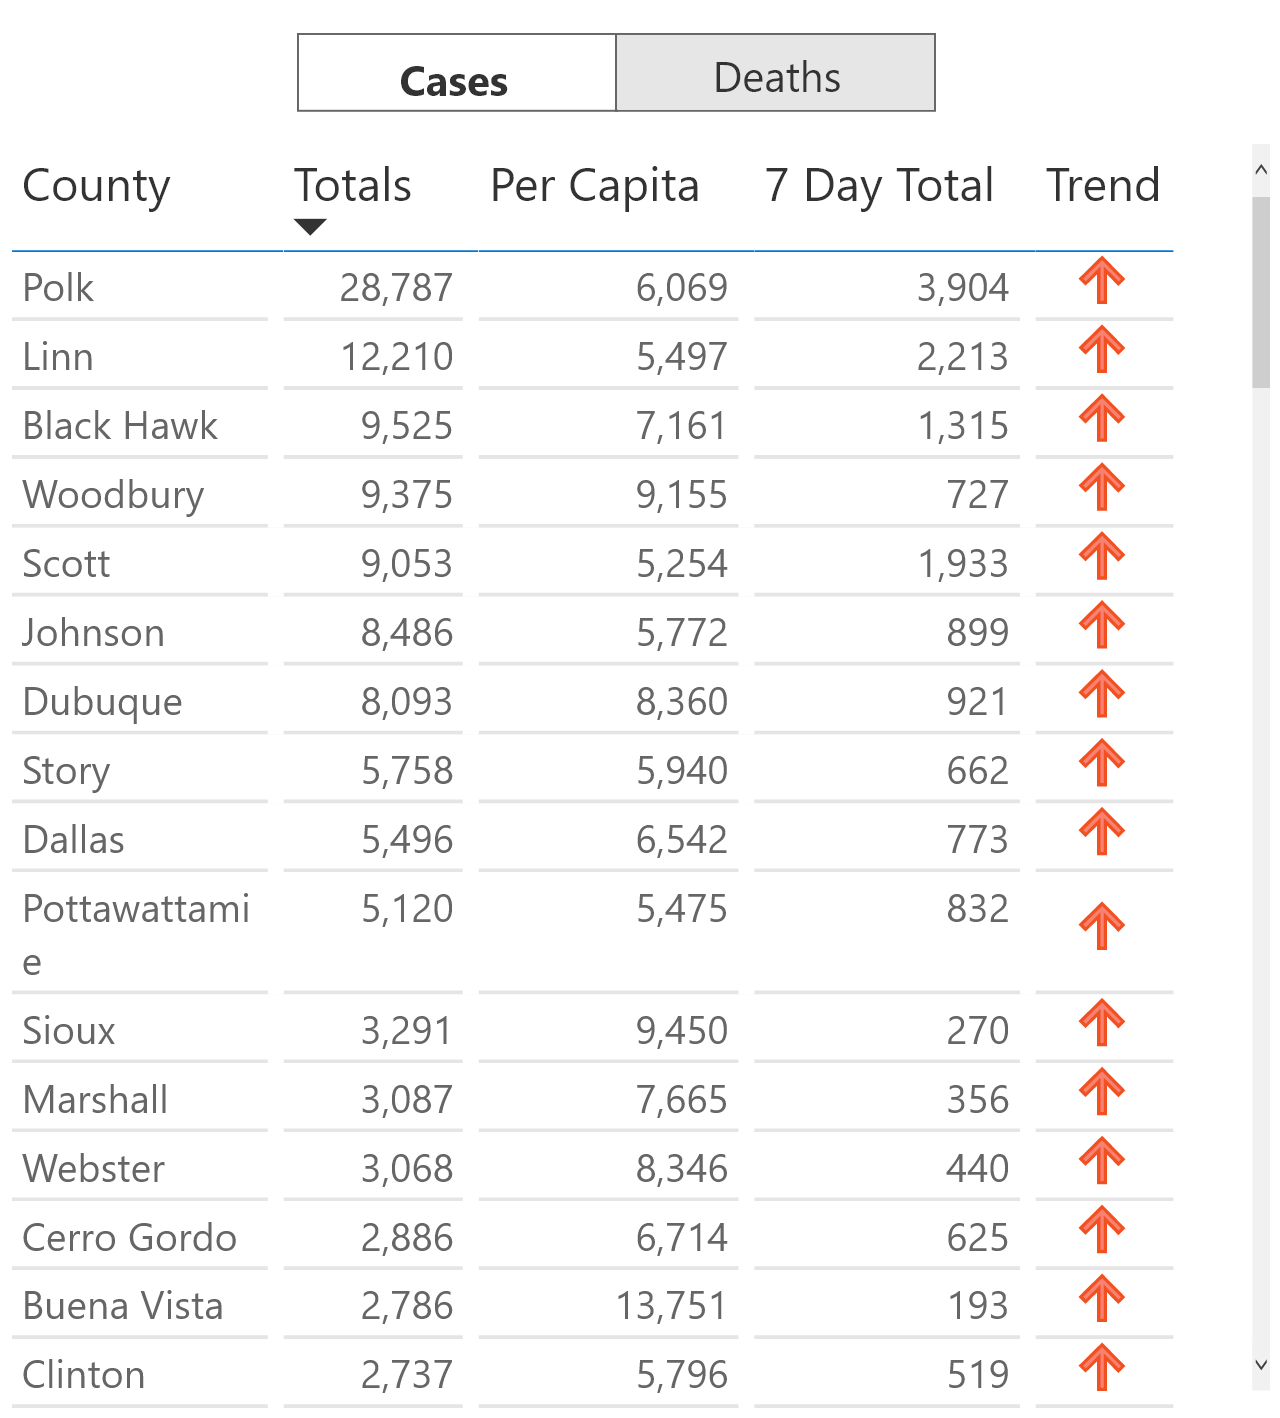 Cases Deaths
County Totals Per Capita 7 Day Total Trend
Polk 28,787 6,069 3,904
Linn 12,210 5,497 2,213
Black Hawk 9,525 7,161 1,315
Woodbury 9,375 9,155 727
Scott 9,053 5,254 1,933
Johnson 8,486 5,772 899
Dubuque 8,093 8,360 921
Story 5,758 5,940 662
Dallas 5,496 6,542 773
Pottawattami 5,120 5,475 832
e
Sioux 3,291 9,450 270
Marshall 3,087 7,665 356
Webster 3,068 8,346 440
Cerro Gordo 2,886 6,714 625
Buena Vista 2,786 13,751 193
Clinton 2,737 5,796 519